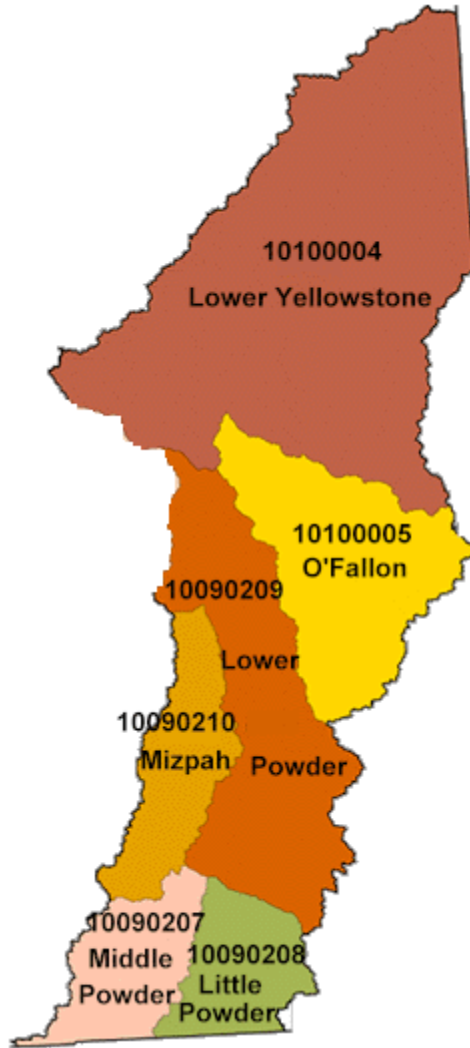 10100004
Lower Yellowstone
10100005
O'Fallon
10090209
Lower
Powder
10090210
Mizpah
10090207
Middle
Powder
10090208
Little
Powder